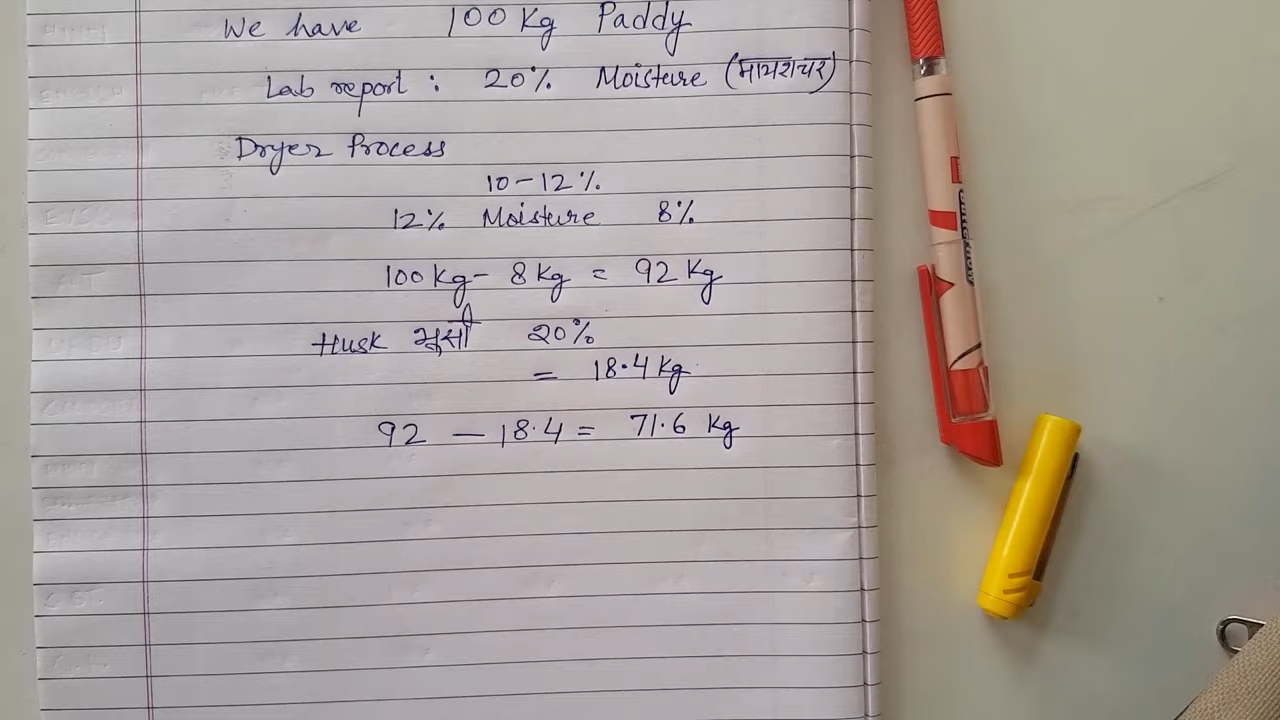 We have 100 Kg Paddy
Lab report : 20% Moisture (मायशचर)
Dryer Process
10-12%
12% Moisture 8%
100 Kg - 8 Kg = 92 Kg
Husk भूसी 20%
= 18.4 Kg
92 - 18.4 = 71.6 Kg